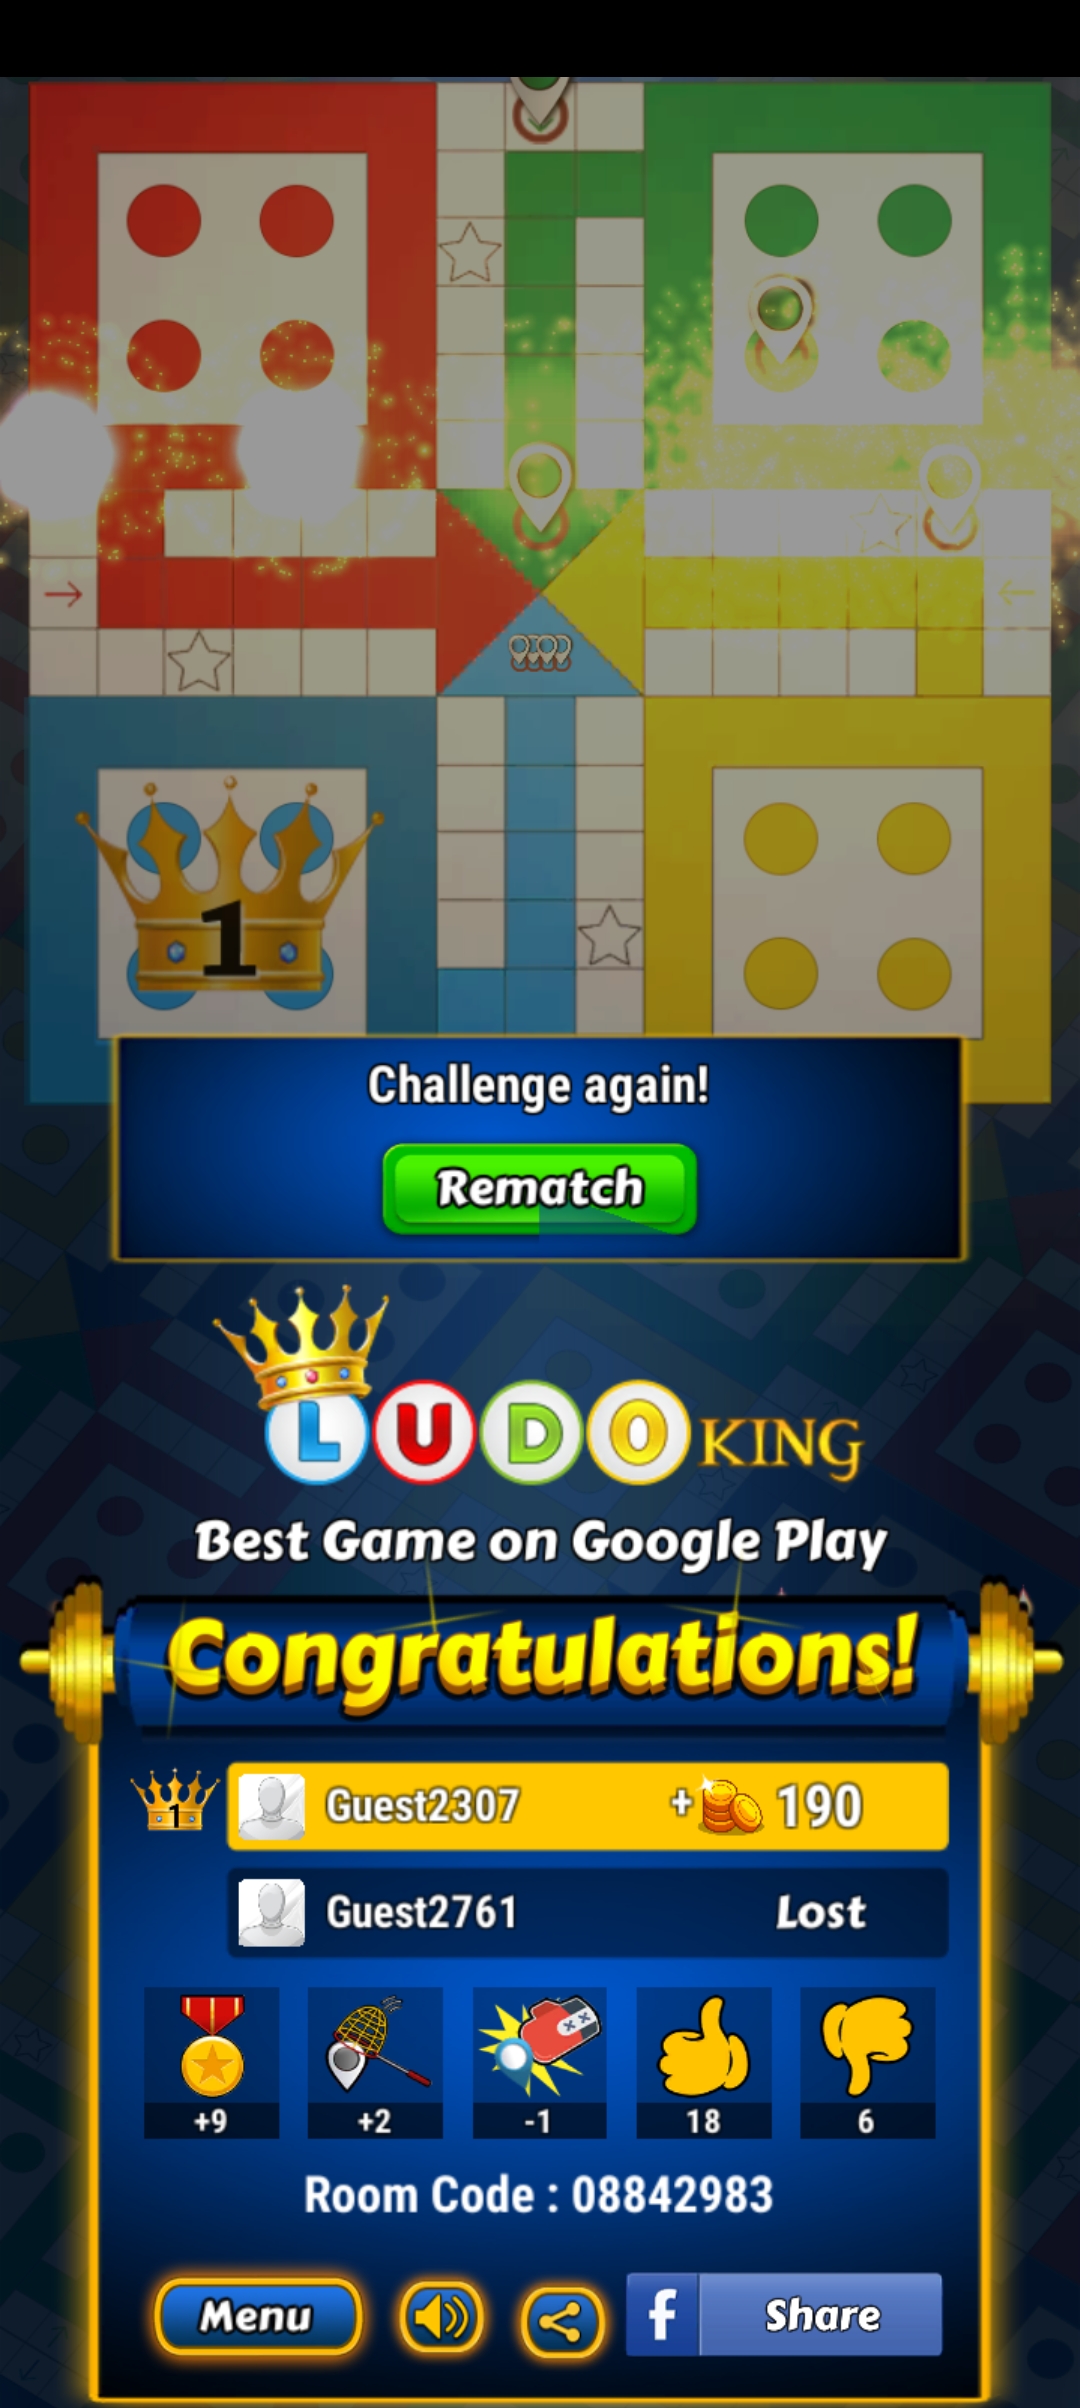 1
Challenge again!
Rematch
LUDO KING
Best Game on Google Play
Congratulations!
1 Guest2307 + 190
Guest2761 Lost
+9 +2 -1 18 6
Room Code : 08842983
Menu f Share